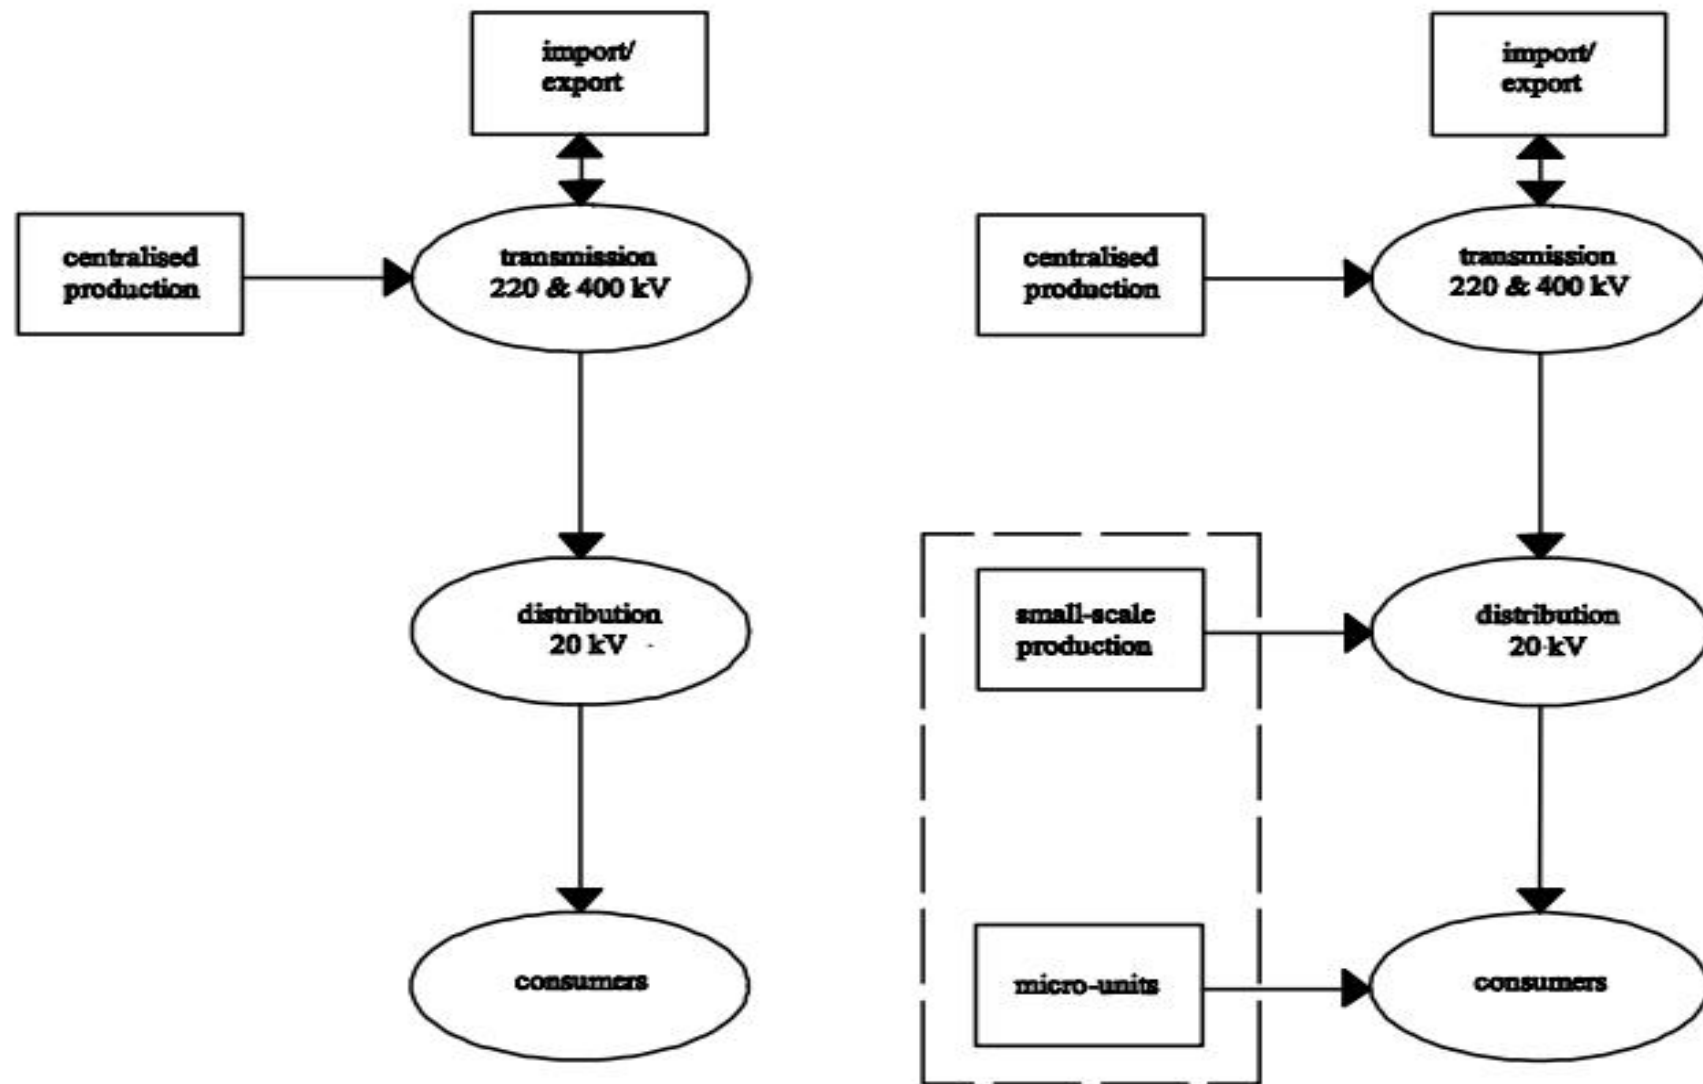 import/
export
centralised
production
transmission
220 & 400 kV
distribution
20 kV
consumers
import/
export
centralised
production
transmission
220 & 400 kV
small-scale
production
distribution
20 kV
micro-units
consumers